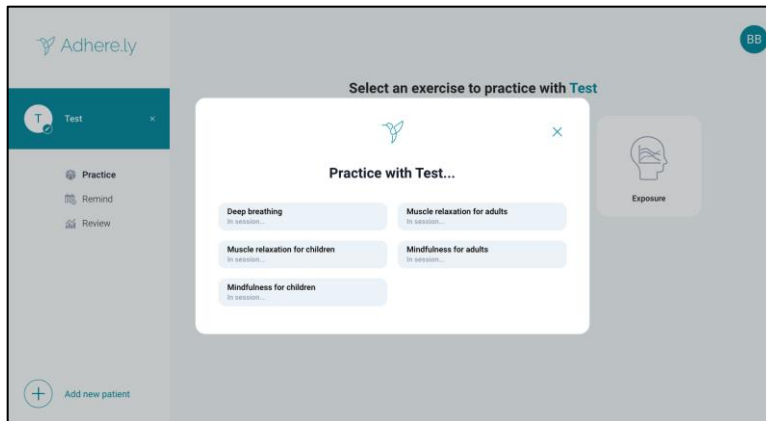 Adhere.ly
BB
Select an exercise to practice with Test
T
Test ×
Practice with Test...
Practice
Remind
Review
Deep breathing
In session...
Muscle relaxation for adults
In session...
Muscle relaxation for children
In session...
Mindfulness for adults
In session...
Mindfulness for children
In session...
Exposure
Add new patient